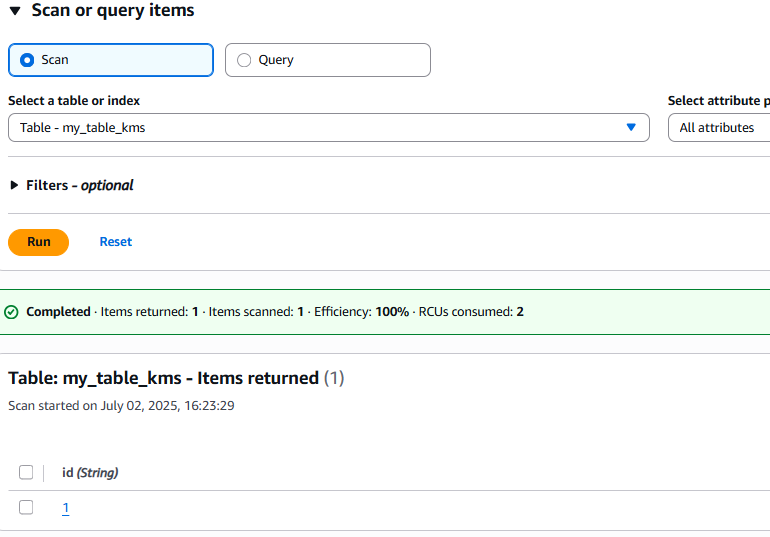 Scan or query items
Scan
Query
Select a table or index
Select attribute p
Table - my_table_kms
All attributes
Filters - optional
Run
Reset
Completed · Items returned: 1 · Items scanned: 1 · Efficiency: 100% · RCUs consumed: 2
Table: my_table_kms - Items returned (1)
Scan started on July 02, 2025, 16:23:29
id (String)
1